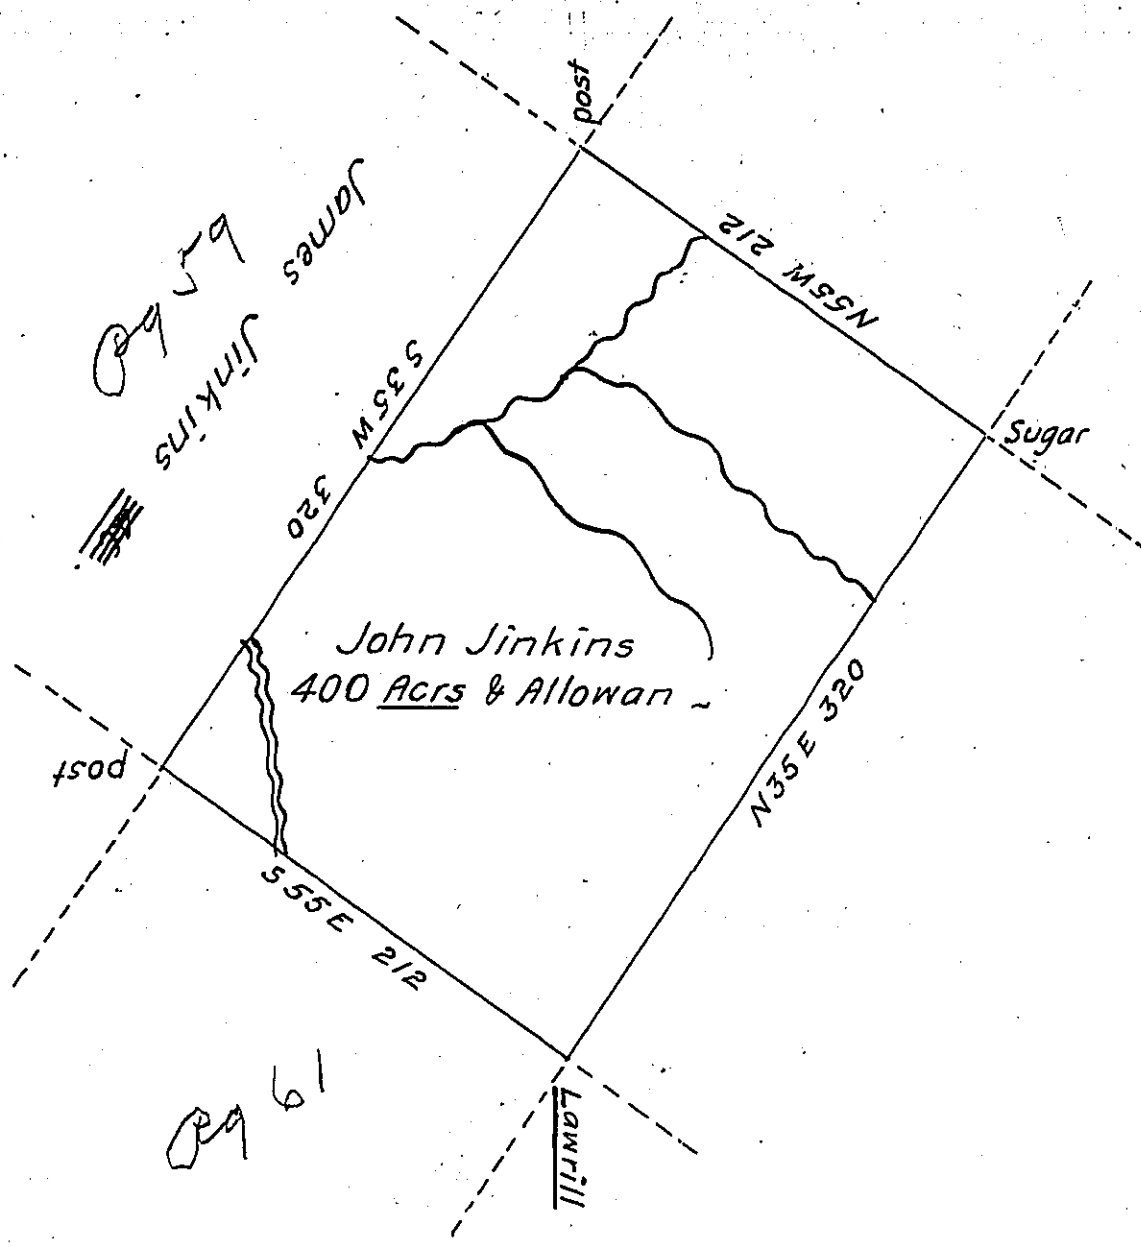 post
James
Jinkins
pg 59
N55W 212
S35W
320
Sugar
John Jinkins
400 Acrs & Allowan ~
N35E 320
post
S55E 212
Lawrill
pg 61